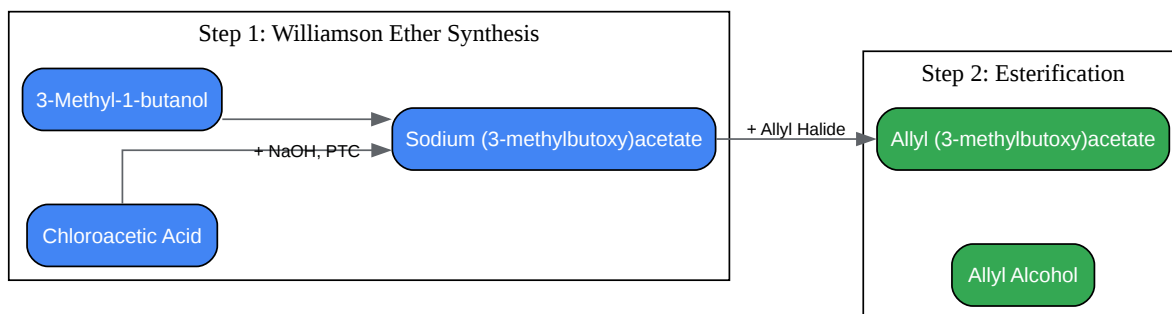 Step 1: Williamson Ether Synthesis
3-Methyl-1-butanol
+ NaOH, PTC
Chloroacetic Acid
Sodium (3-methylbutoxy)acetate
+ Allyl Halide
Step 2: Esterification
Allyl (3-methylbutoxy)acetate
Allyl Alcohol